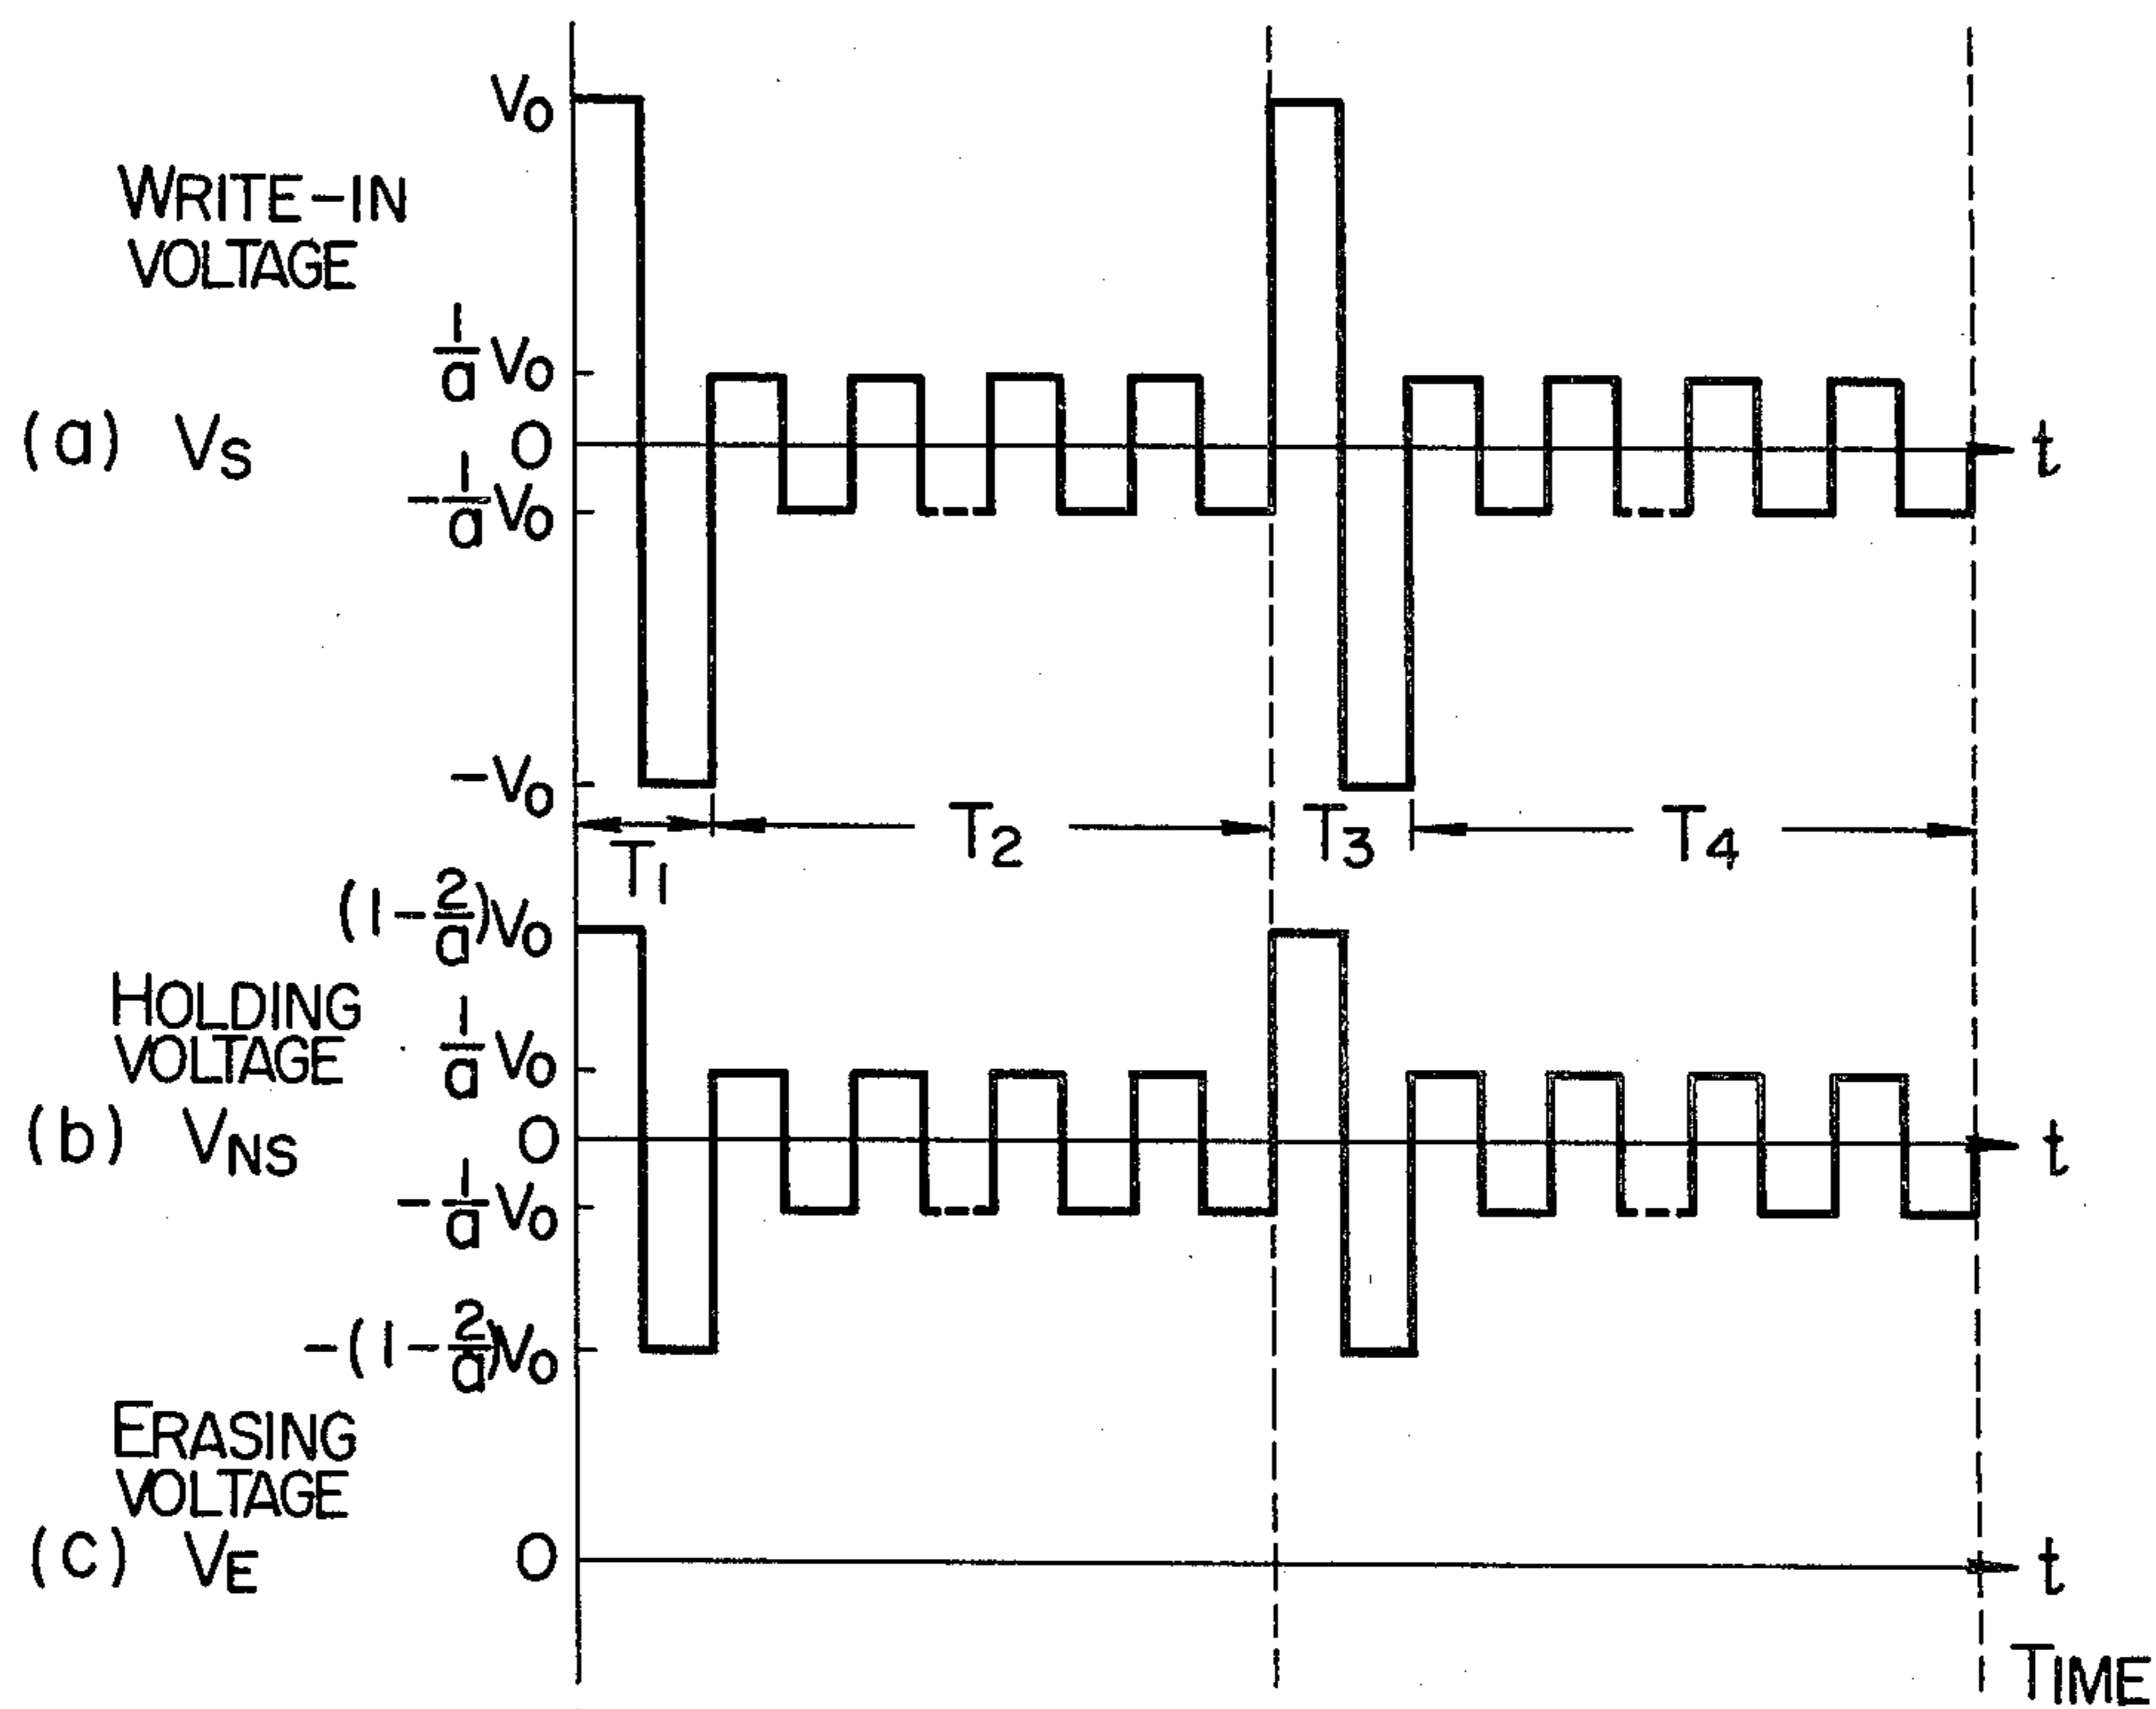 V0
WRITE-IN
VOLTAGE
1/a V0
(a) VS
0
t
-1/a V0
-V0
T1
T2
T3
T4
(1-2/a)V0
HOLDING
VOLTAGE
1/a V0
(b) VNS
0
t
-1/a V0
-(1-2/a)V0
ERASING
VOLTAGE
(c) VE
0
t
TIME